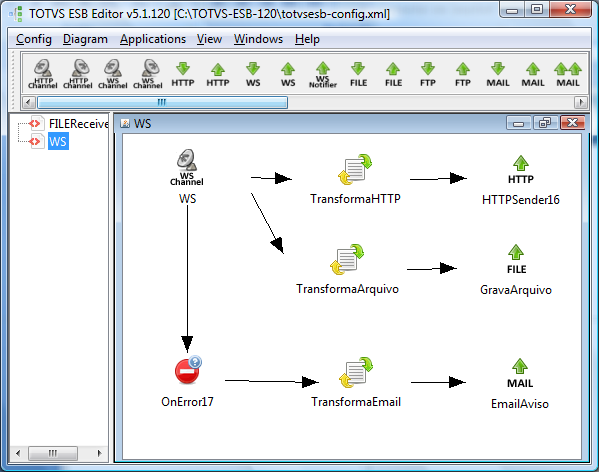 TOTVS ESB Editor v5.1.120 [C:\TOTVS-ESB-120\totvsesb-config.xml]
Config Diagram Applications View Windows Help
HTTP Channel
HTTP Channel
WS Channel
WS Channel
HTTP
HTTP
WS
WS
WS Notifier
FILE
FILE
FTP
FTP
MAIL
MAIL
MAIL
FILEReceive
WS
WS
WS Channel
WS
TransformaHTTP
HTTP
HTTPSender16
TransformaArquivo
FILE
GravaArquivo
OnError17
TransformaEmail
MAIL
EmailAviso